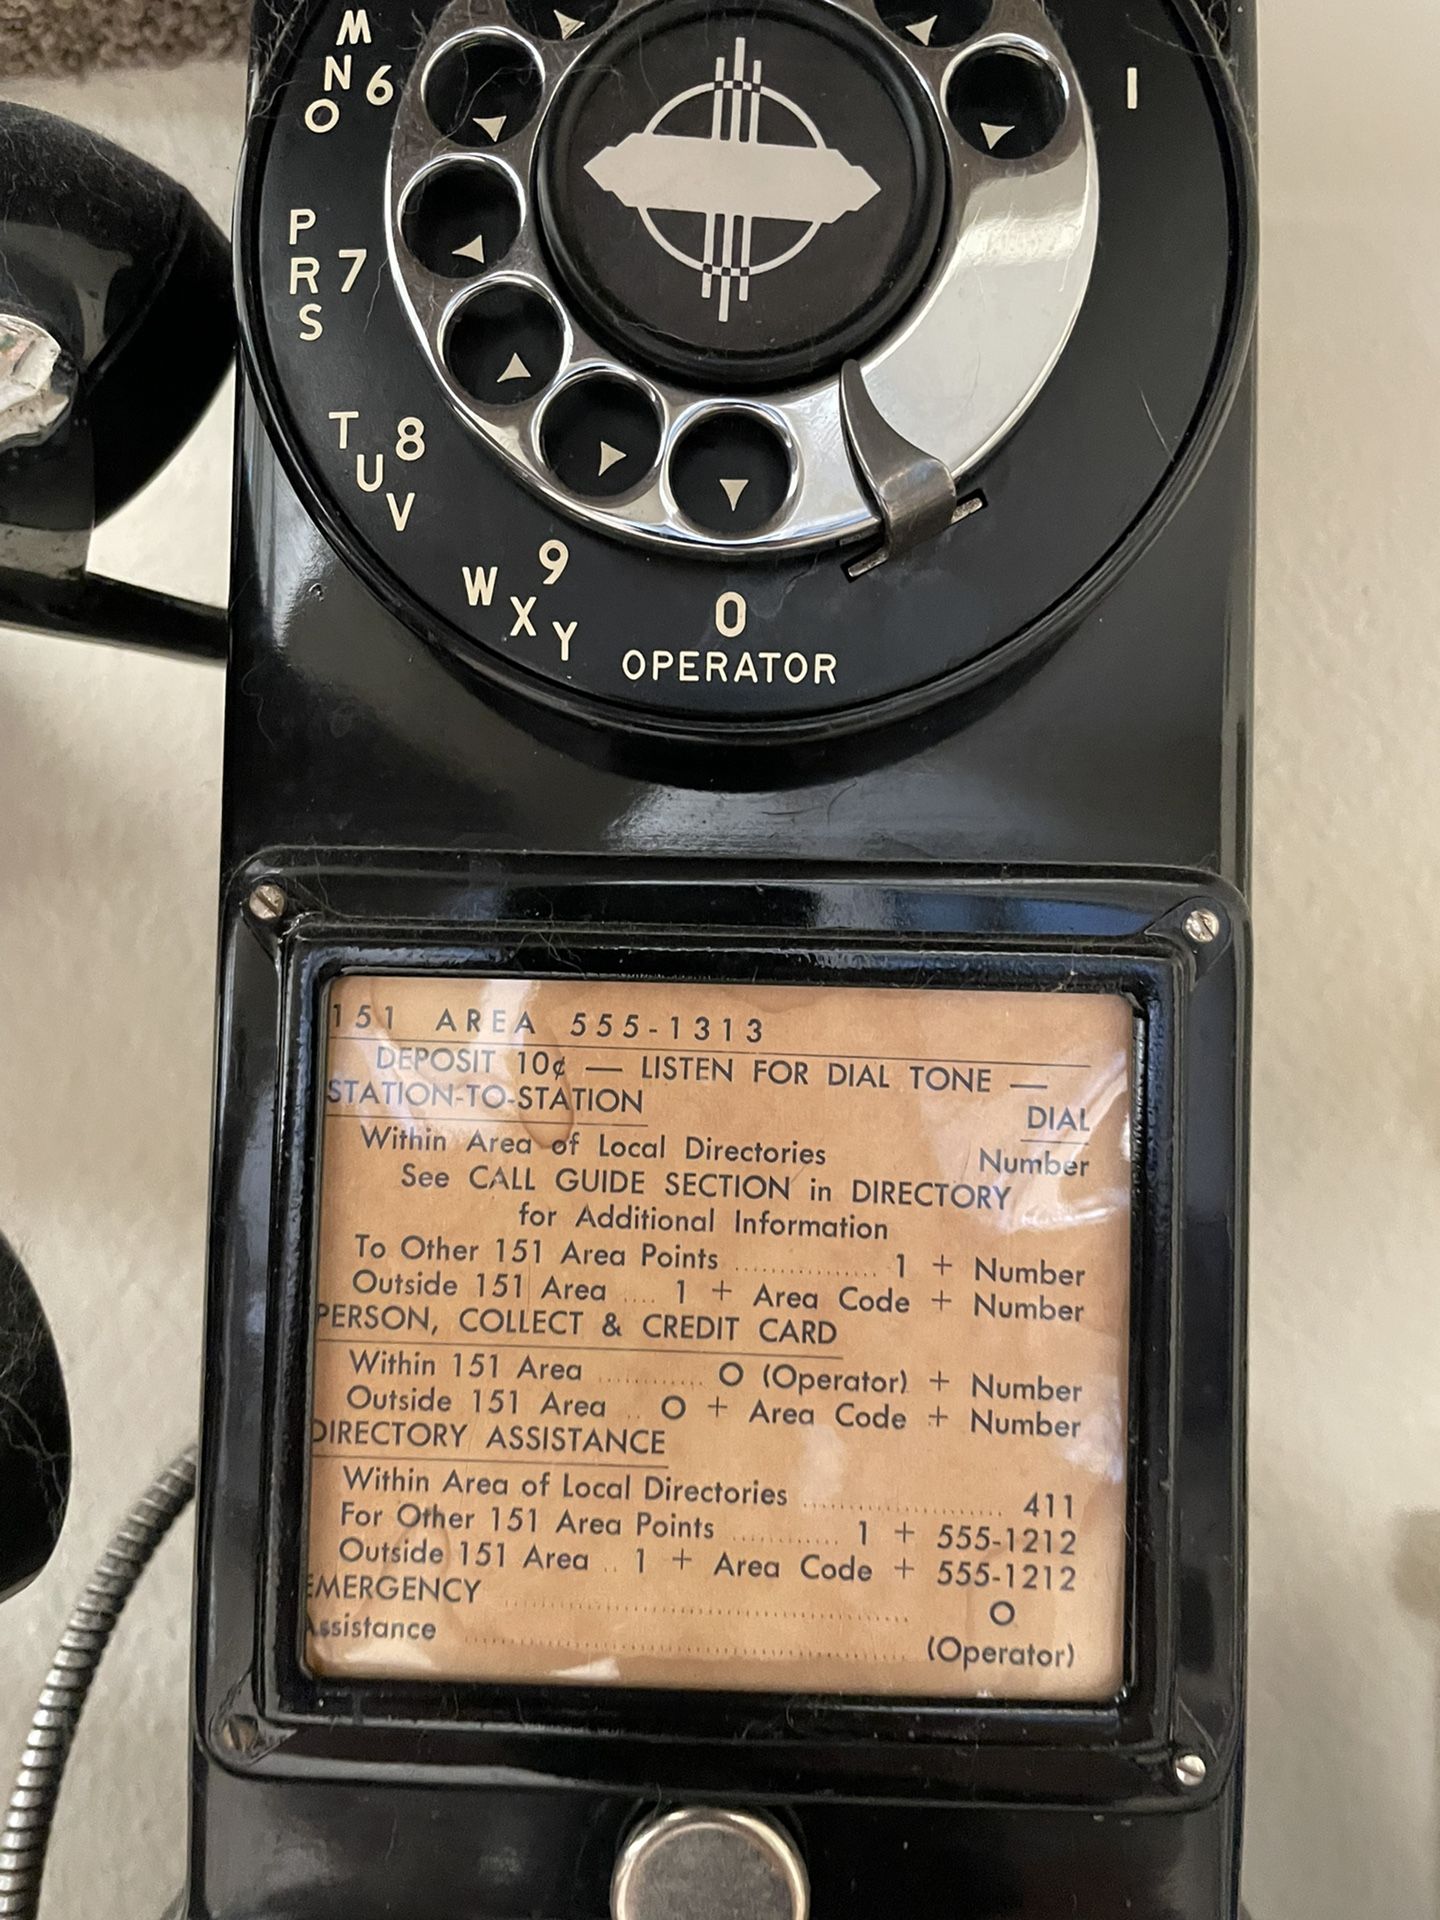 M
N 6
O
1
P
R 7
S
T 8
U
V
9
W X Y
0
OPERATOR
151 AREA 555-1313
DEPOSIT 10¢ — LISTEN FOR DIAL TONE —
STATION-TO-STATION DIAL
Within Area of Local Directories Number
See CALL GUIDE SECTION in DIRECTORY
for Additional Information
To Other 151 Area Points ................ 1 + Number
Outside 151 Area .... 1 + Area Code + Number
PERSON, COLLECT & CREDIT CARD
Within 151 Area ............ O (Operator) + Number
Outside 151 Area .. O + Area Code + Number
DIRECTORY ASSISTANCE
Within Area of Local Directories ...................... 411
For Other 151 Area Points ............ 1 + 555-1212
Outside 151 Area .. 1 + Area Code + 555-1212
EMERGENCY ............................................. O
Assistance ................................................ (Operator)